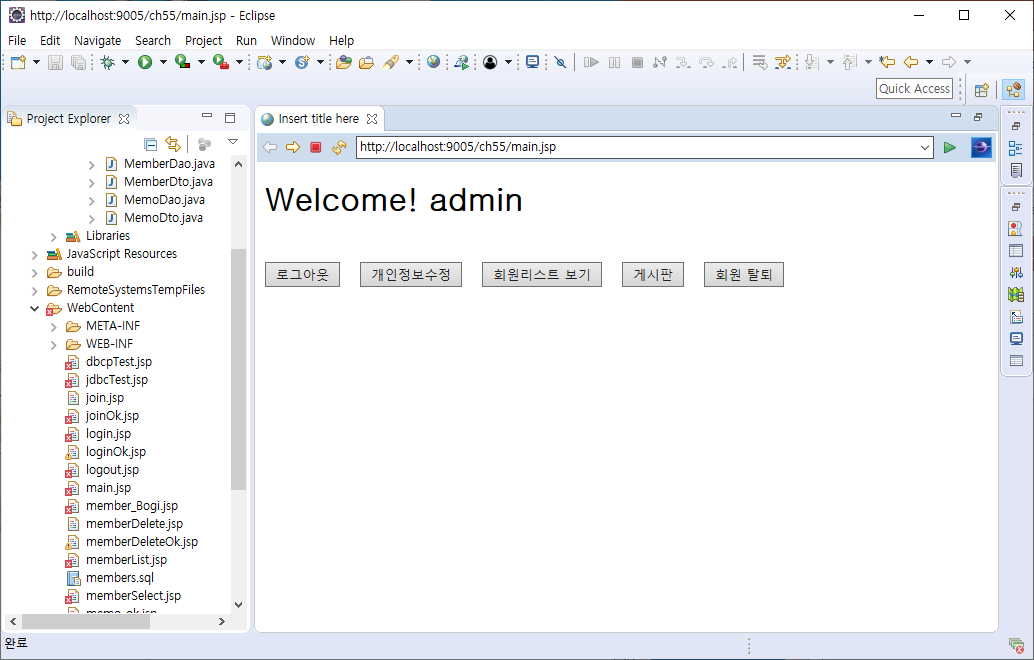 http://localhost:9005/ch55/main.jsp - Eclipse
File Edit Navigate Search Project Run Window Help
Quick Access
Project Explorer
MemberDao.java
MemberDto.java
MemoDao.java
MemoDto.java
Libraries
JavaScript Resources
build
RemoteSystemsTempFiles
WebContent
META-INF
WEB-INF
dbcpTest.jsp
jdbcTest.jsp
join.jsp
joinOk.jsp
login.jsp
loginOk.jsp
logout.jsp
main.jsp
member_Bogi.jsp
memberDelete.jsp
memberDeleteOk.jsp
memberList.jsp
members.sql
memberSelect.jsp
memo_ok.jsp
Insert title here
http://localhost:9005/ch55/main.jsp
Welcome! admin
로그아웃 개인정보수정 회원리스트 보기 게시판 회원 탈퇴
완료